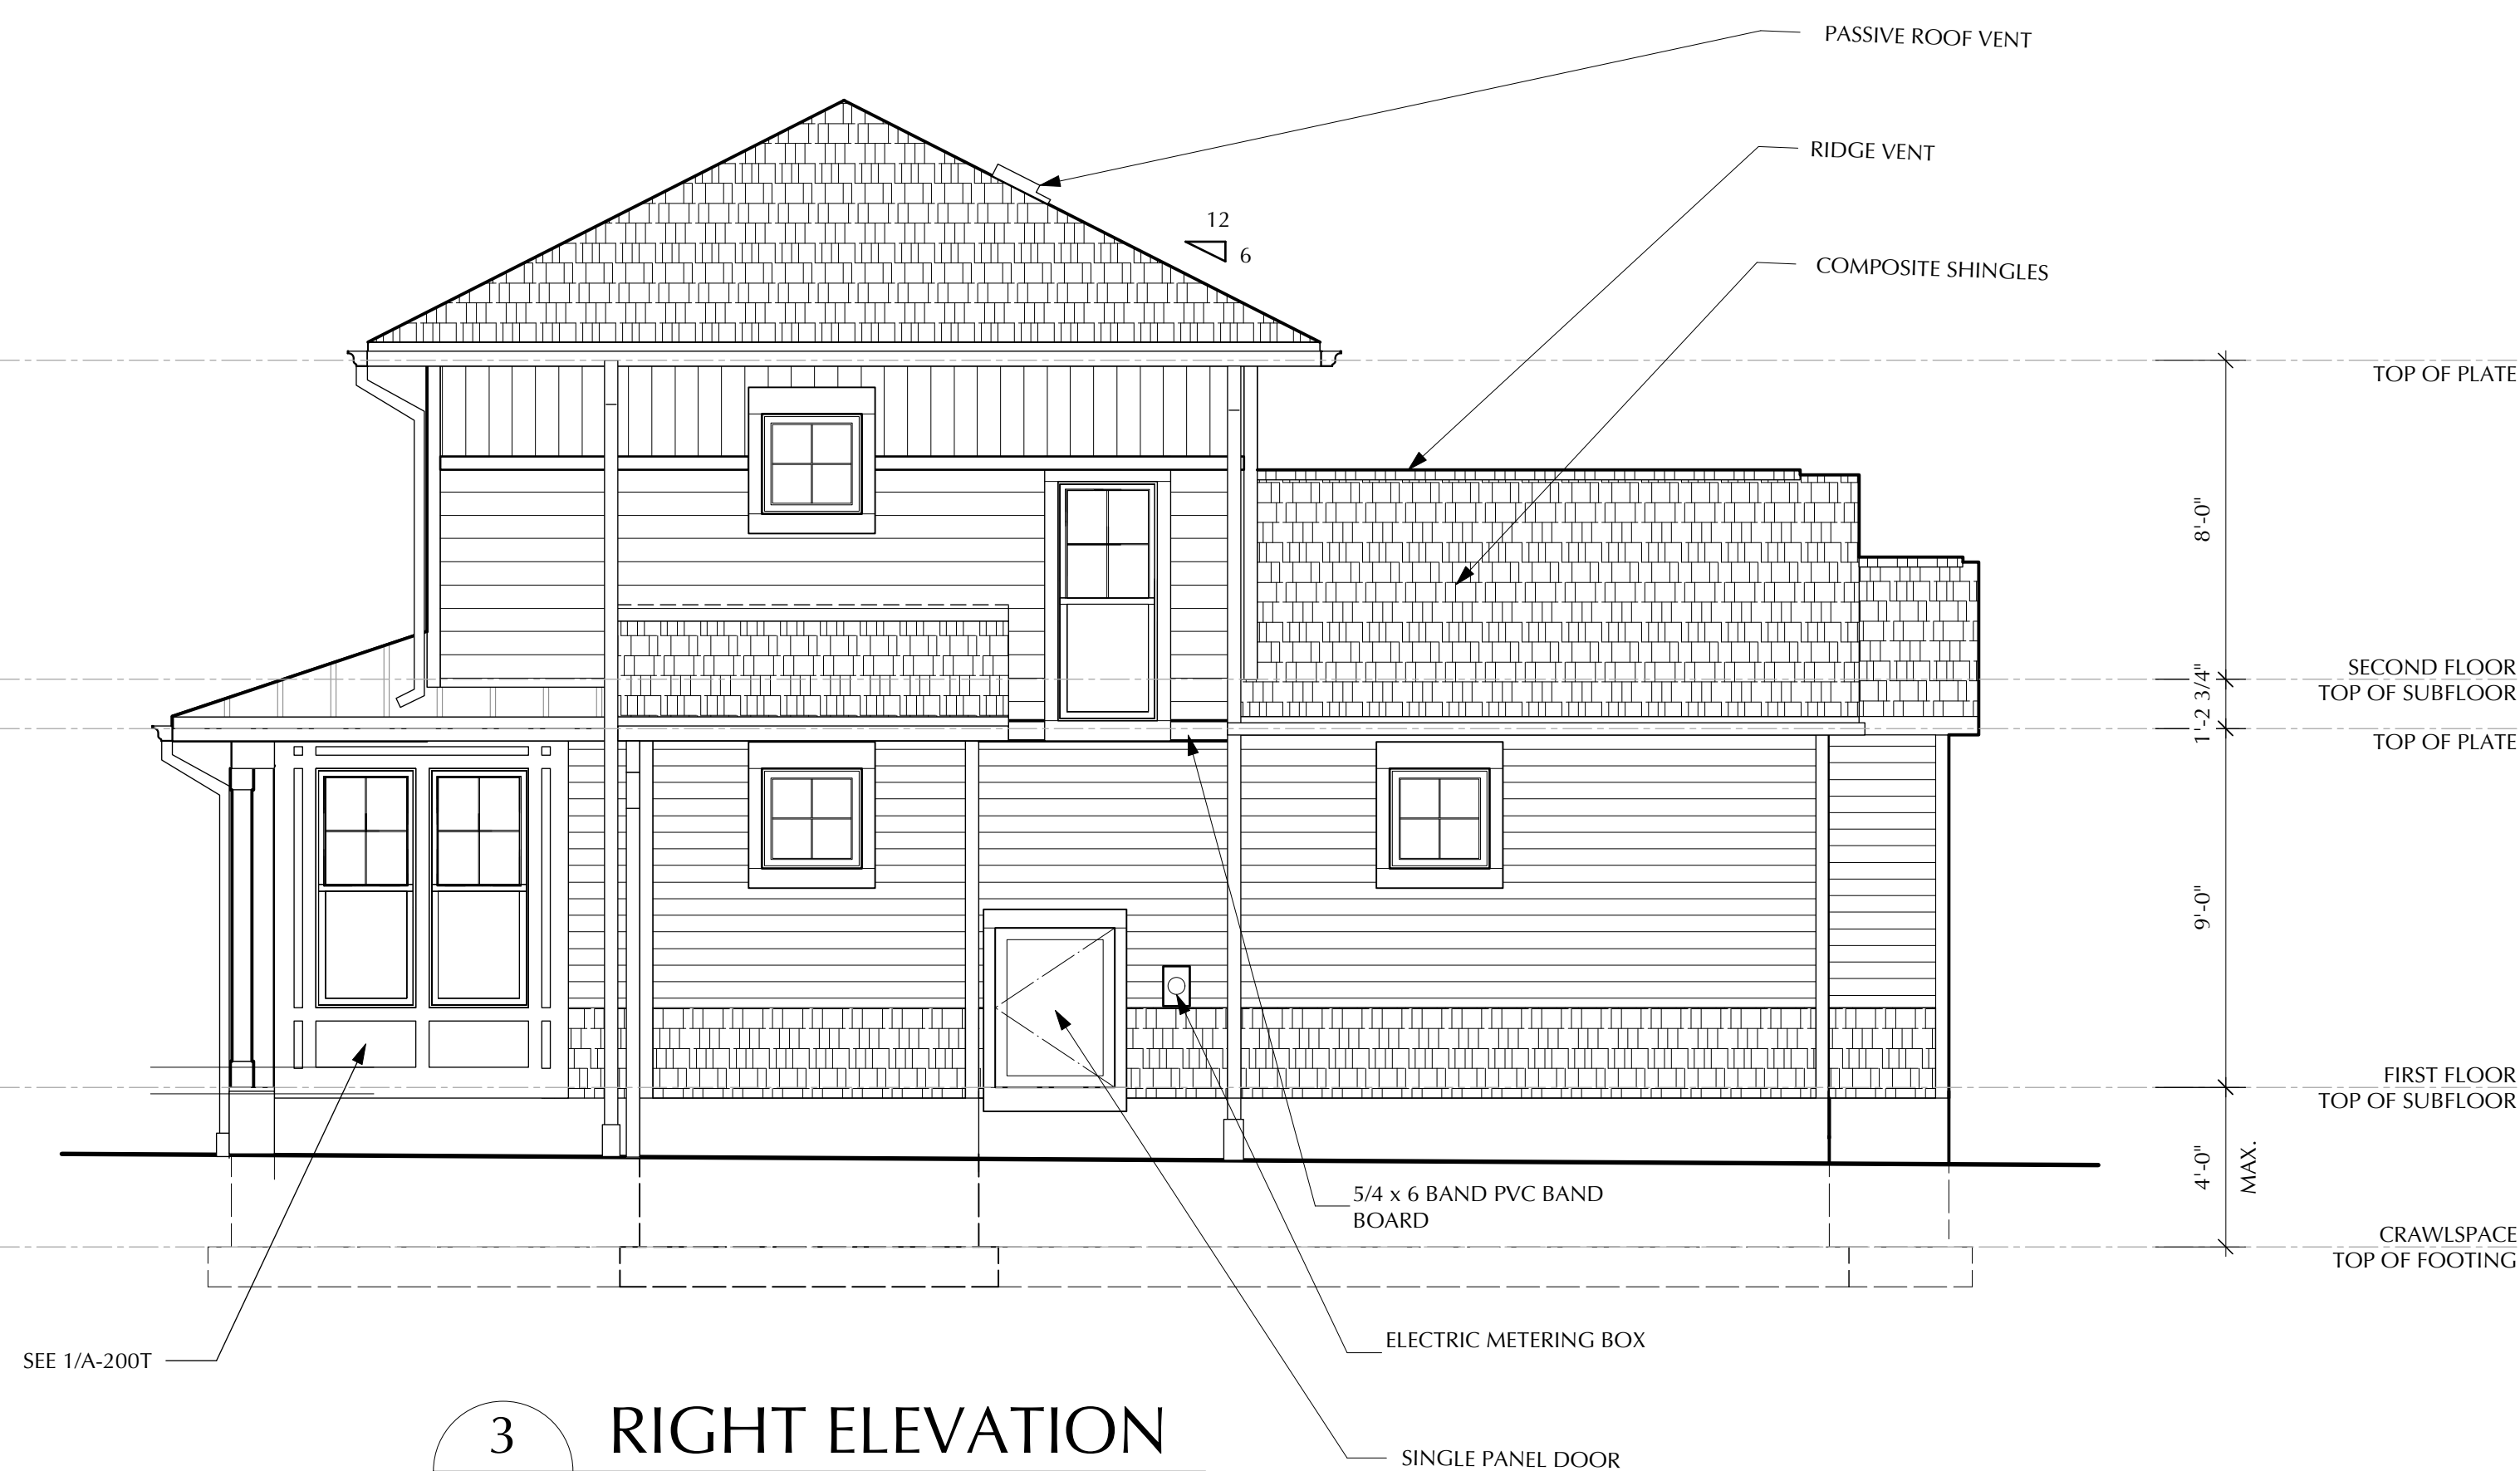 PASSIVE ROOF VENT
RIDGE VENT
12
6
COMPOSITE SHINGLES
TOP OF PLATE
8'-0"
SECOND FLOOR
TOP OF SUBFLOOR
1'-2 3/4"
TOP OF PLATE
9'-0"
FIRST FLOOR
TOP OF SUBFLOOR
4'-0"
MAX.
5/4 x 6 BAND PVC BAND
BOARD
CRAWLSPACE
TOP OF FOOTING
ELECTRIC METERING BOX
SEE 1/A-200T
3
RIGHT ELEVATION
SINGLE PANEL DOOR